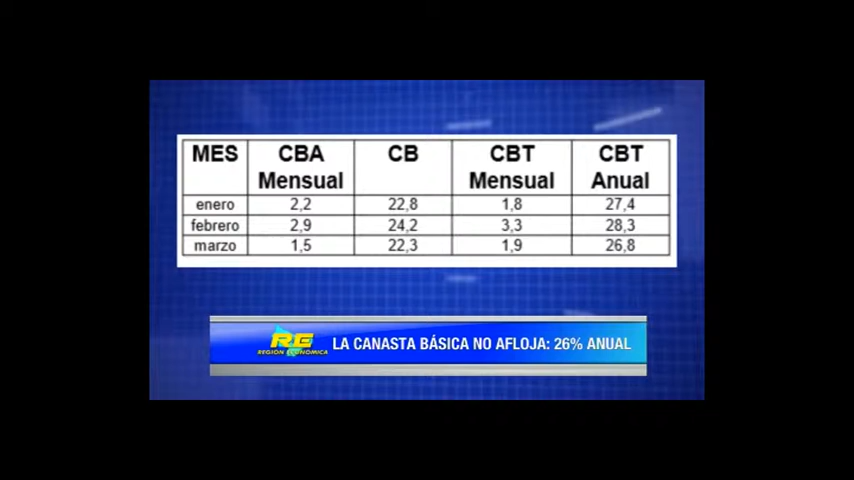 MES CBA CB CBT CBT
Mensual Mensual Anual
enero 2,2 22,8 1,8 27,4
febrero 2,9 24,2 3,3 28,3
marzo 1,5 22,3 1,9 26,8
RE
REGIÓN ECONÓMICA
LA CANASTA BÁSICA NO AFLOJA: 26% ANUAL